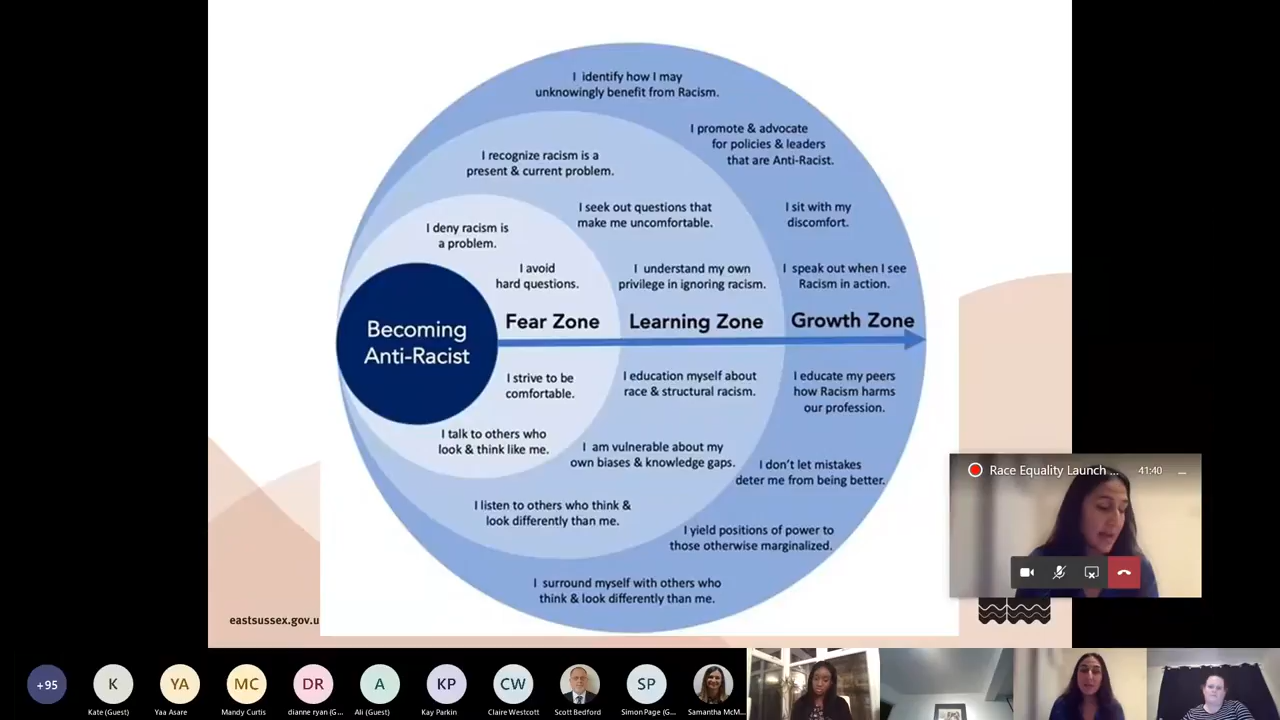 I identify how I may
unknowingly benefit from Racism.
I promote & advocate
for policies & leaders
that are Anti-Racist.
I recognize racism is a
present & current problem.
I seek out questions that
make me uncomfortable.
I sit with my
discomfort.
I deny racism is
a problem.
I avoid
hard questions.
I understand my own
privilege in ignoring racism.
I speak out when I see
Racism in action.
Becoming
Anti-Racist
Fear Zone
Learning Zone
Growth Zone
I strive to be
comfortable.
I education myself about
race & structural racism.
I educate my peers
how Racism harms
our profession.
I talk to others who
look & think like me.
I am vulnerable about my
own biases & knowledge gaps.
I don't let mistakes
deter me from being better.
I listen to others who think &
look differently than me.
I yield positions of power to
those otherwise marginalized.
I surround myself with others who
think & look differently than me.
eastsussex.gov.u
Race Equality Launch ...
41:40
+95
K
YA
MC
DR
A
KP
CW
SP
Kate (Guest)
Yaa Asare
Mandy Curtis
dianne ryan (G...
Ali (Guest)
Kay Parkin
Claire Westcott
Scott Bedford
Simon Page (G...
Samantha McM...